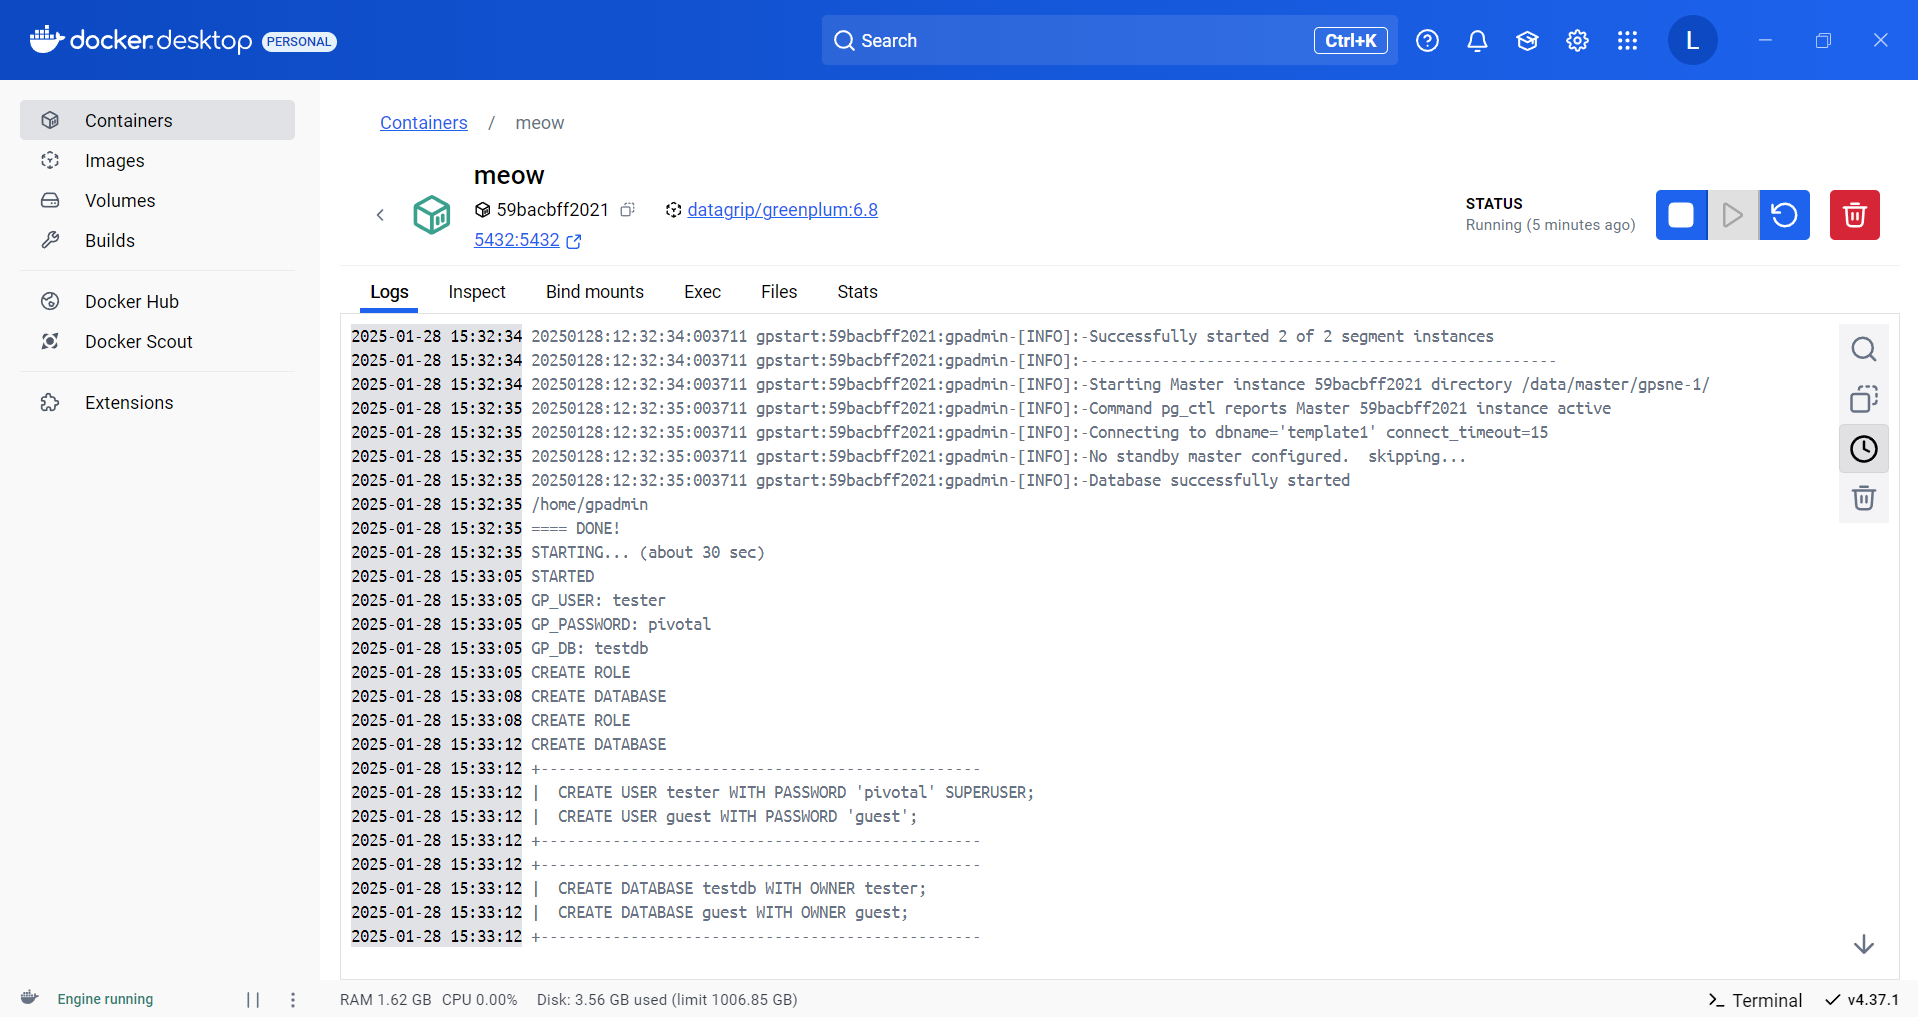 docker.desktop PERSONAL
Search
Ctrl+K
L
Containers
Images
Volumes
Builds
Docker Hub
Docker Scout
Extensions
Containers / meow
meow
59bacbff2021
datagrip/greenplum:6.8
5432:5432
STATUS
Running (5 minutes ago)
Logs Inspect Bind mounts Exec Files Stats
2025-01-28 15:32:34 20250128:12:32:34:003711 gpstart:59bacbff2021:gpadmin-[INFO]:-Successfully started 2 of 2 segment instances
2025-01-28 15:32:34 20250128:12:32:34:003711 gpstart:59bacbff2021:gpadmin-[INFO]:-----------------------------------------------------
2025-01-28 15:32:34 20250128:12:32:34:003711 gpstart:59bacbff2021:gpadmin-[INFO]:-Starting Master instance 59bacbff2021 directory /data/master/gpsne-1/
2025-01-28 15:32:35 20250128:12:32:35:003711 gpstart:59bacbff2021:gpadmin-[INFO]:-Command pg_ctl reports Master 59bacbff2021 instance active
2025-01-28 15:32:35 20250128:12:32:35:003711 gpstart:59bacbff2021:gpadmin-[INFO]:-Connecting to dbname='template1' connect_timeout=15
2025-01-28 15:32:35 20250128:12:32:35:003711 gpstart:59bacbff2021:gpadmin-[INFO]:-No standby master configured.  skipping...
2025-01-28 15:32:35 20250128:12:32:35:003711 gpstart:59bacbff2021:gpadmin-[INFO]:-Database successfully started
2025-01-28 15:32:35 /home/gpadmin
2025-01-28 15:32:35 ==== DONE!
2025-01-28 15:32:35 STARTING... (about 30 sec)
2025-01-28 15:33:05 STARTED
2025-01-28 15:33:05 GP_USER: tester
2025-01-28 15:33:05 GP_PASSWORD: pivotal
2025-01-28 15:33:05 GP_DB: testdb
2025-01-28 15:33:05 CREATE ROLE
2025-01-28 15:33:08 CREATE DATABASE
2025-01-28 15:33:08 CREATE ROLE
2025-01-28 15:33:12 CREATE DATABASE
2025-01-28 15:33:12 +-------------------------------------------------
2025-01-28 15:33:12 |  CREATE USER tester WITH PASSWORD 'pivotal' SUPERUSER;
2025-01-28 15:33:12 |  CREATE USER guest WITH PASSWORD 'guest';
2025-01-28 15:33:12 +-------------------------------------------------
2025-01-28 15:33:12 +-------------------------------------------------
2025-01-28 15:33:12 |  CREATE DATABASE testdb WITH OWNER tester;
2025-01-28 15:33:12 |  CREATE DATABASE guest WITH OWNER guest;
2025-01-28 15:33:12 +-------------------------------------------------
Engine running
RAM 1.62 GB CPU 0.00% Disk: 3.56 GB used (limit 1006.85 GB)
Terminal
v4.37.1